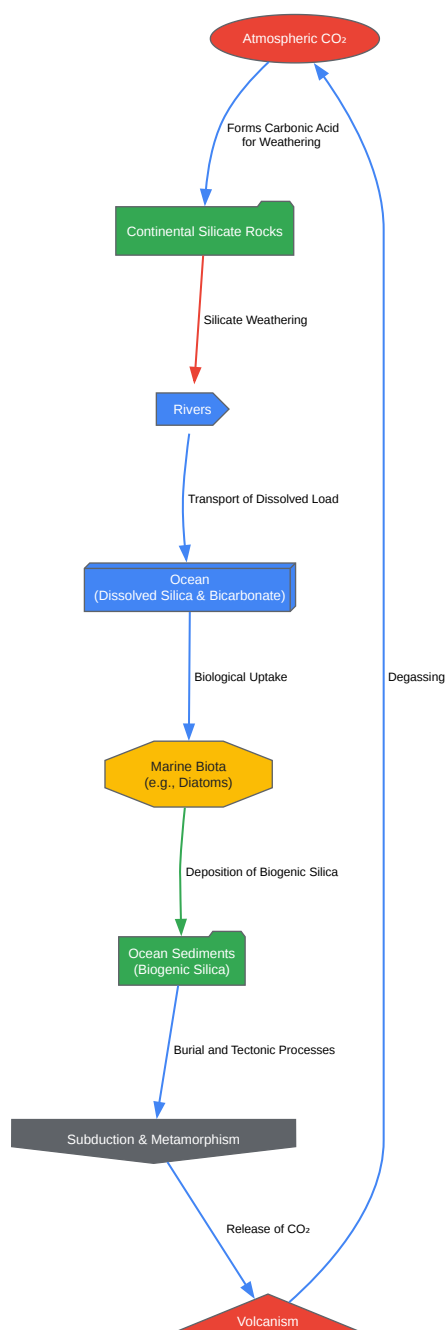 Atmospheric CO₂
Forms Carbonic Acid
for Weathering
Continental Silicate Rocks
Silicate Weathering
Rivers
Transport of Dissolved Load
Ocean
(Dissolved Silica & Bicarbonate)
Biological Uptake
Degassing
Marine Biota
(e.g., Diatoms)
Deposition of Biogenic Silica
Ocean Sediments
(Biogenic Silica)
Burial and Tectonic Processes
Subduction & Metamorphism
Release of CO₂
Volcanism